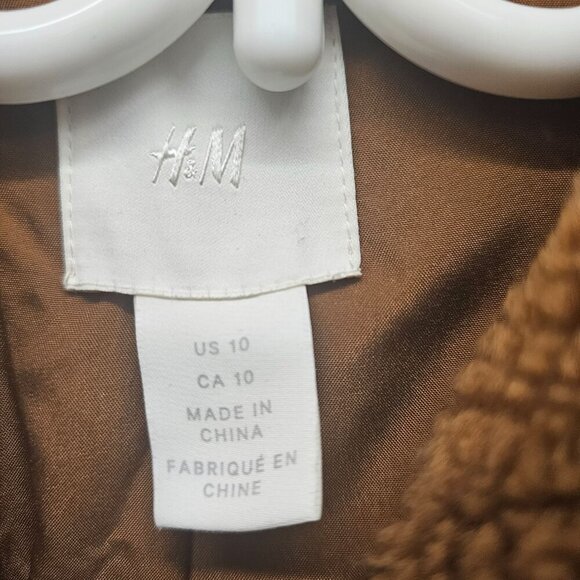 H&M
US 10
CA 10
MADE IN
CHINA
FABRIQUÉ EN
CHINE